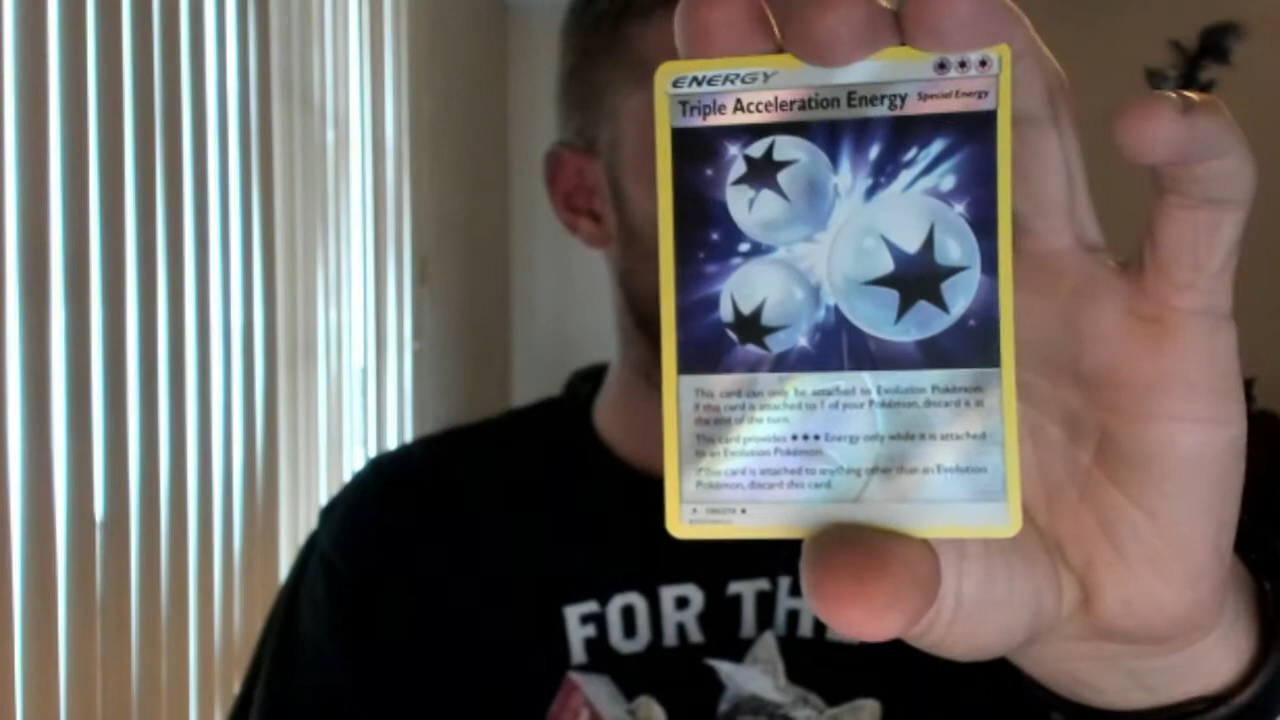 ENERGY
Triple Acceleration Energy Special Energy
This card can only be attached to Evolution Pokémon.
If this card is attached to 1 of your Pokémon, discard it at
the end of the turn.
This card provides Energy only while it is attached
to an Evolution Pokémon.
If this card is attached to anything other than an Evolution
Pokémon, discard this card.
FOR THE